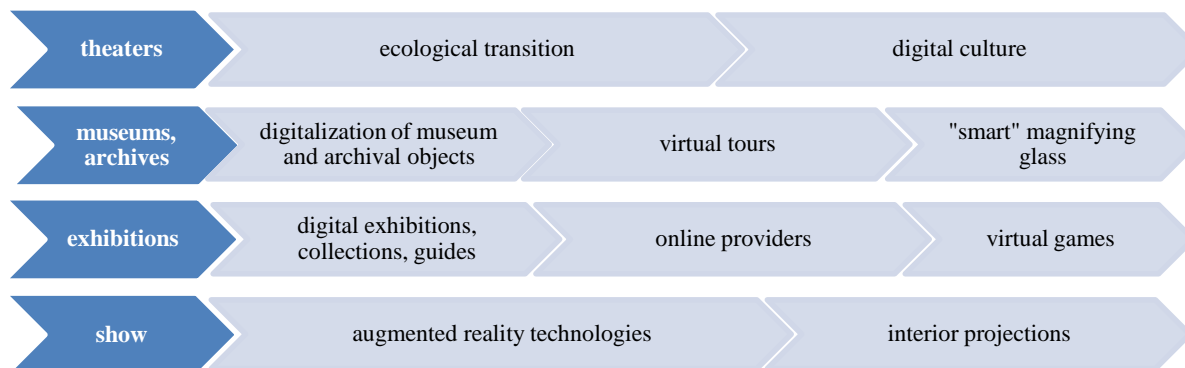 theaters
ecological transition
digital culture
museums,
archives
digitalization of museum
and archival objects
virtual tours
"smart" magnifying
glass
exhibitions
digital exhibitions,
collections, guides
online providers
virtual games
show
augmented reality technologies
interior projections